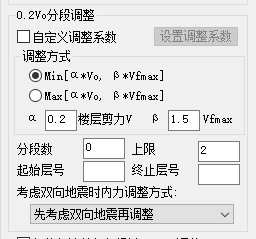 0.2Vo分段调整
自定义调整系数 设置调整系数
调整方式
Min[α*Vo, β*Vfmax]
Max[α*Vo, β*Vfmax]
α 0.2 楼层剪力V β 1.5 Vfmax
分段数 0 上限 2
起始层号 终止层号
考虑双向地震时内力调整方式:
先考虑双向地震再调整